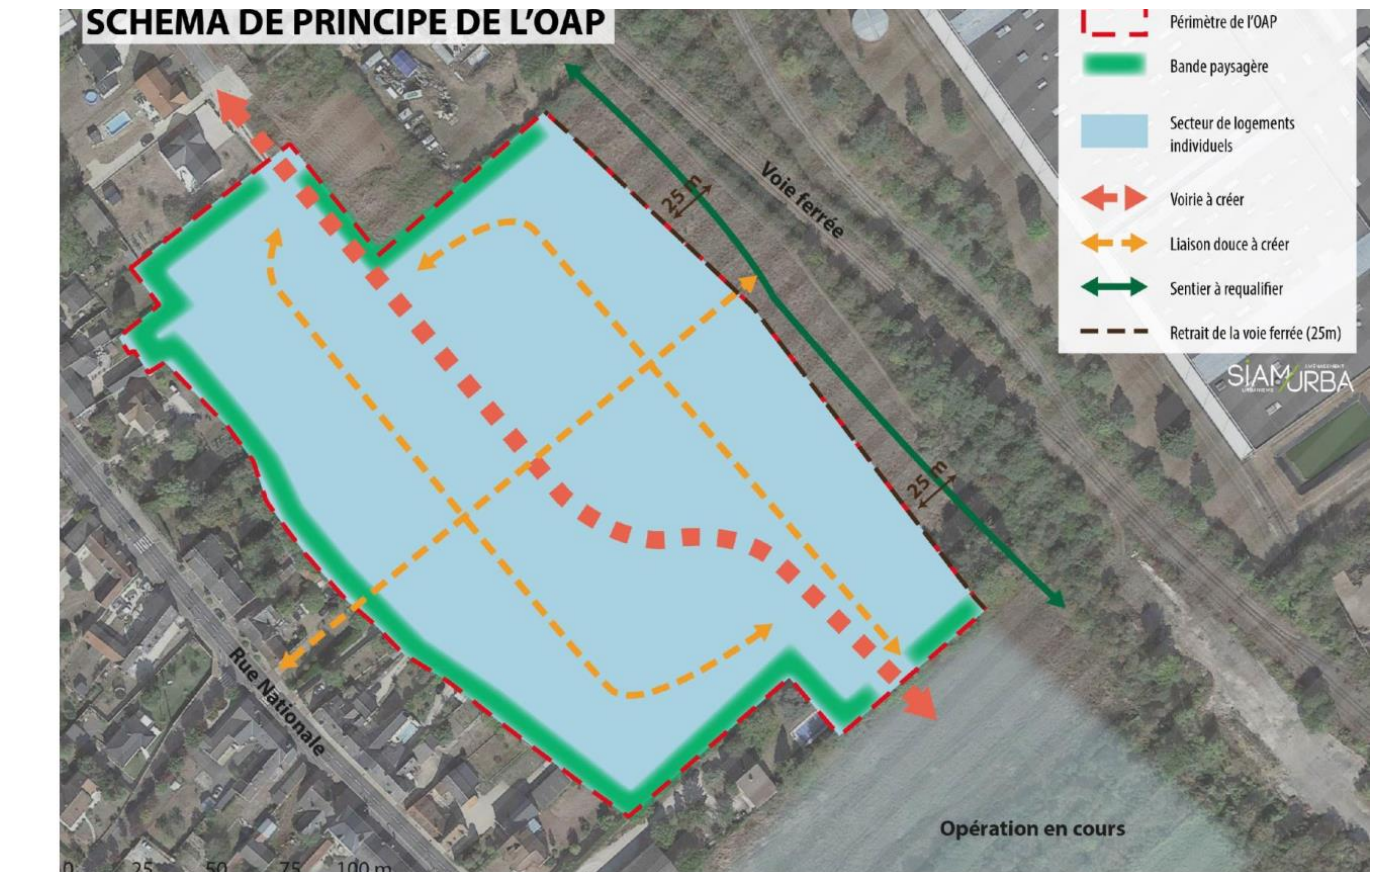 SCHEMA DE PRINCIPE DE L'OAP
Périmètre de l'OAP
Bande paysagère
Secteur de logements
individuels
Voirie à créer
Liaison douce à créer
Sentier à requalifier
Retrait de la voie ferrée (25m)
SIAM URBA
Voie ferrée
25 m
25 m
Rue Nationale
Opération en cours
0 25 50 75 100 m